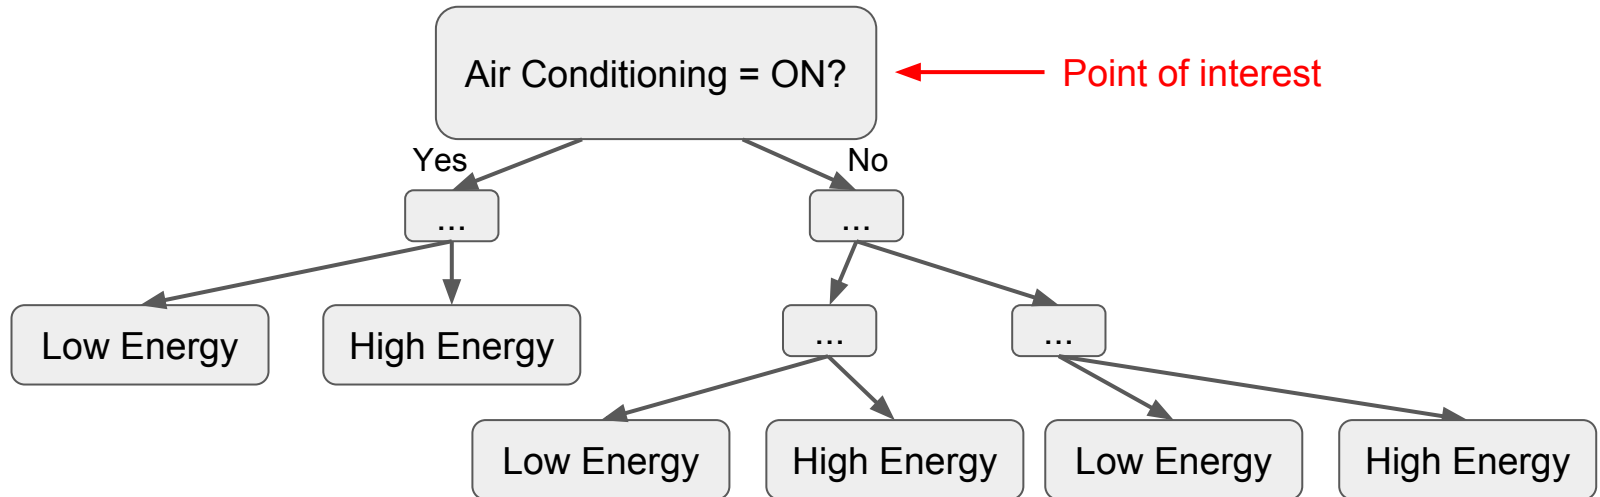 Air Conditioning = ON?
Point of interest
Yes
No
...
...
Low Energy
High Energy
...
...
Low Energy
High Energy
Low Energy
High Energy